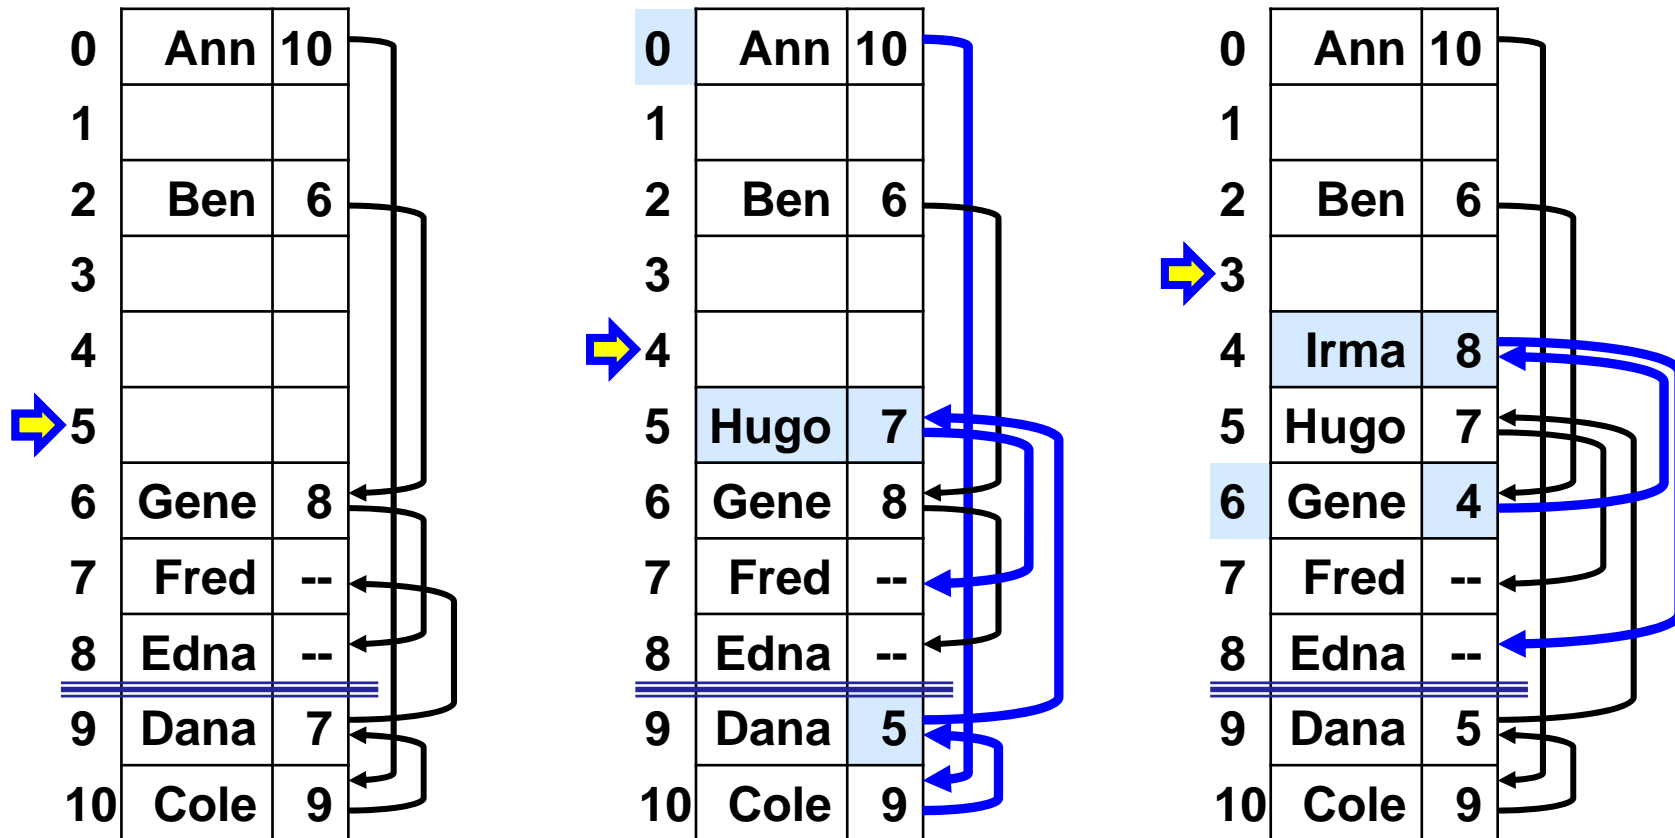 0 Ann 10
1
2 Ben 6
3
4
5
6 Gene 8
7 Fred --
8 Edna --
9 Dana 7
10 Cole 9
0 Ann 10
1
2 Ben 6
3
4
5 Hugo 7
6 Gene 8
7 Fred --
8 Edna --
9 Dana 5
10 Cole 9
0 Ann 10
1
2 Ben 6
3
4 Irma 8
5 Hugo 7
6 Gene 4
7 Fred --
8 Edna --
9 Dana 5
10 Cole 9